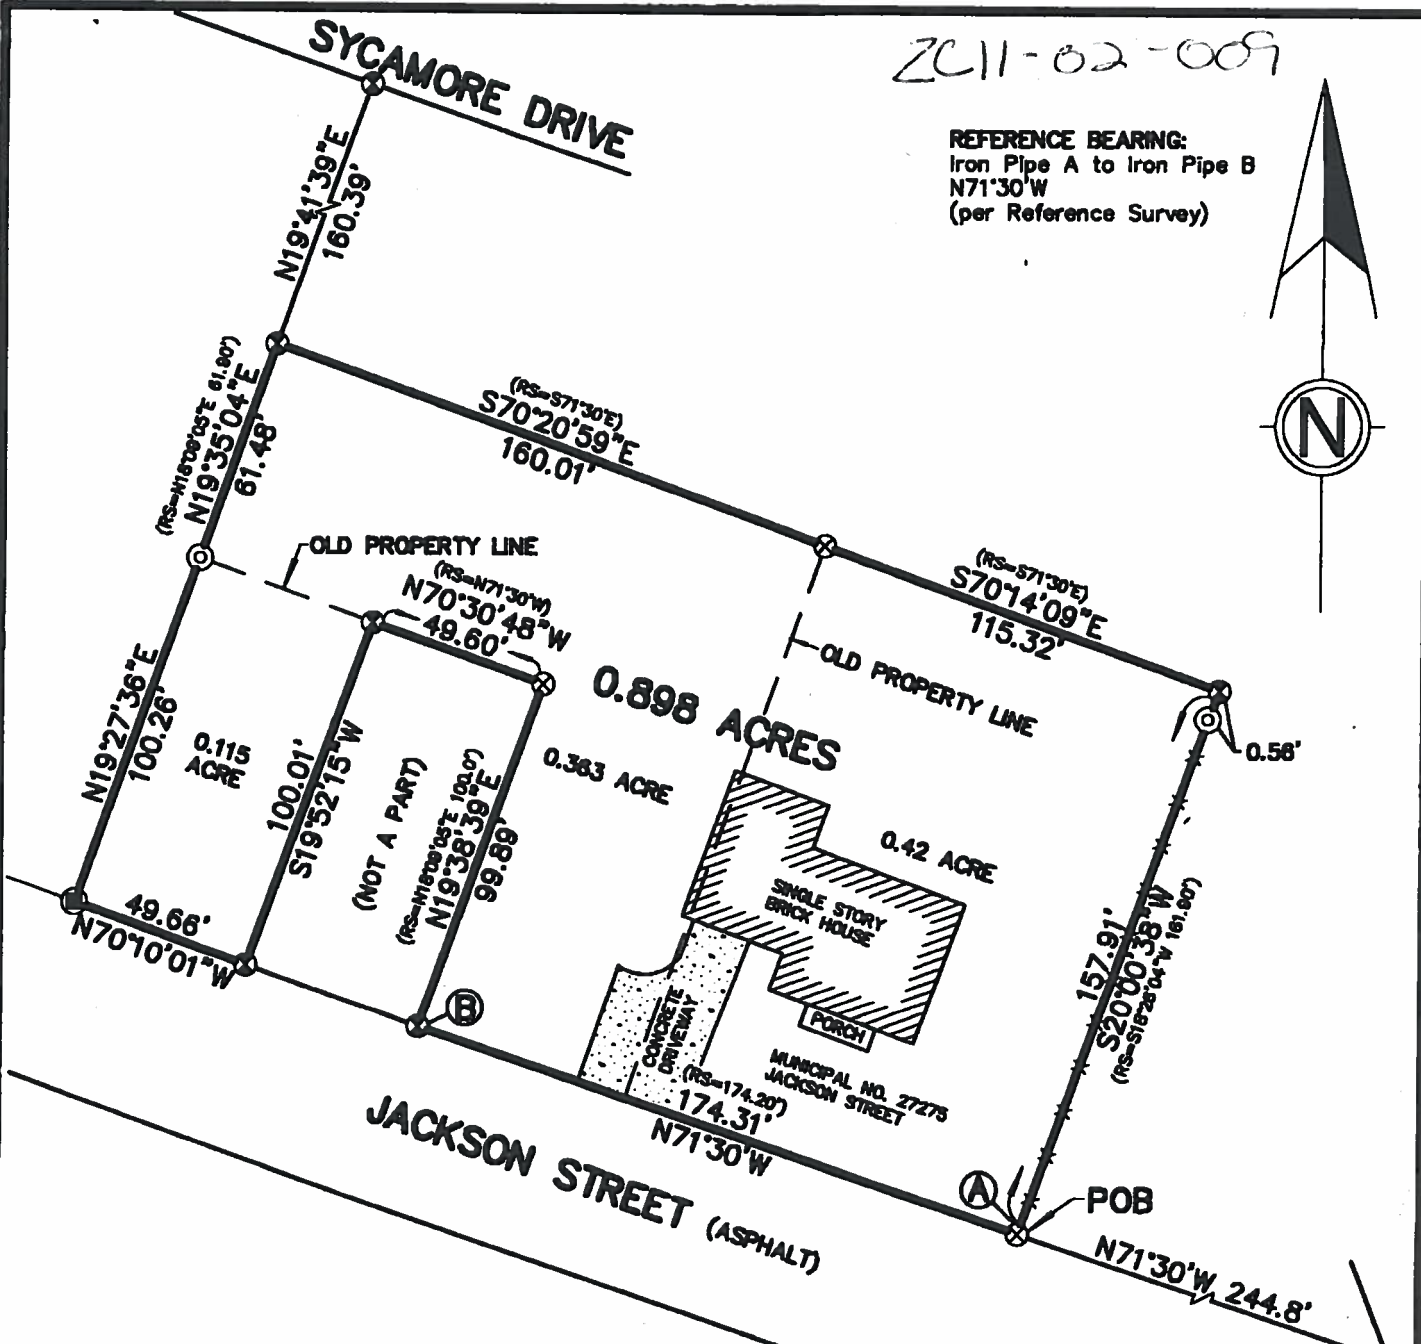 ZC11-02-009
SYCAMORE DRIVE
REFERENCE BEARING:
Iron Pipe A to Iron Pipe B
N71°30'W
(per Reference Survey)
N
N19°41'39"E
160.39'
(RS=N18°08'05"E 61.90')
N19°35'04"E
61.48'
(RS=S71°30'E)
S70°20'59"E
160.01'
OLD PROPERTY LINE
(RS=N71°30'W)
N70°30'48"W
49.60'
(RS=S71°30'E)
S70°14'09"E
115.32'
OLD PROPERTY LINE
0.898 ACRES
0.56'
N19°27'36"E
100.26'
0.115
ACRE
100.01'
S19°52'15"W
(NOT A PART)
(RS=N18°08'05"E 100.0')
N19°38'39"E
99.89'
0.363 ACRE
0.42 ACRE
SINGLE STORY
BRICK HOUSE
157.91'
S20°00'38"W
(RS=S18°28'04"W 161.90')
49.66'
N70°10'01"W
B
CONCRETE
DRIVEWAY
PORCH
MUNICIPAL NO. 27275
JACKSON STREET
(RS=174.20')
174.31'
N71°30'W
JACKSON STREET (ASPHALT)
A
POB
N71°30'W 244.8'